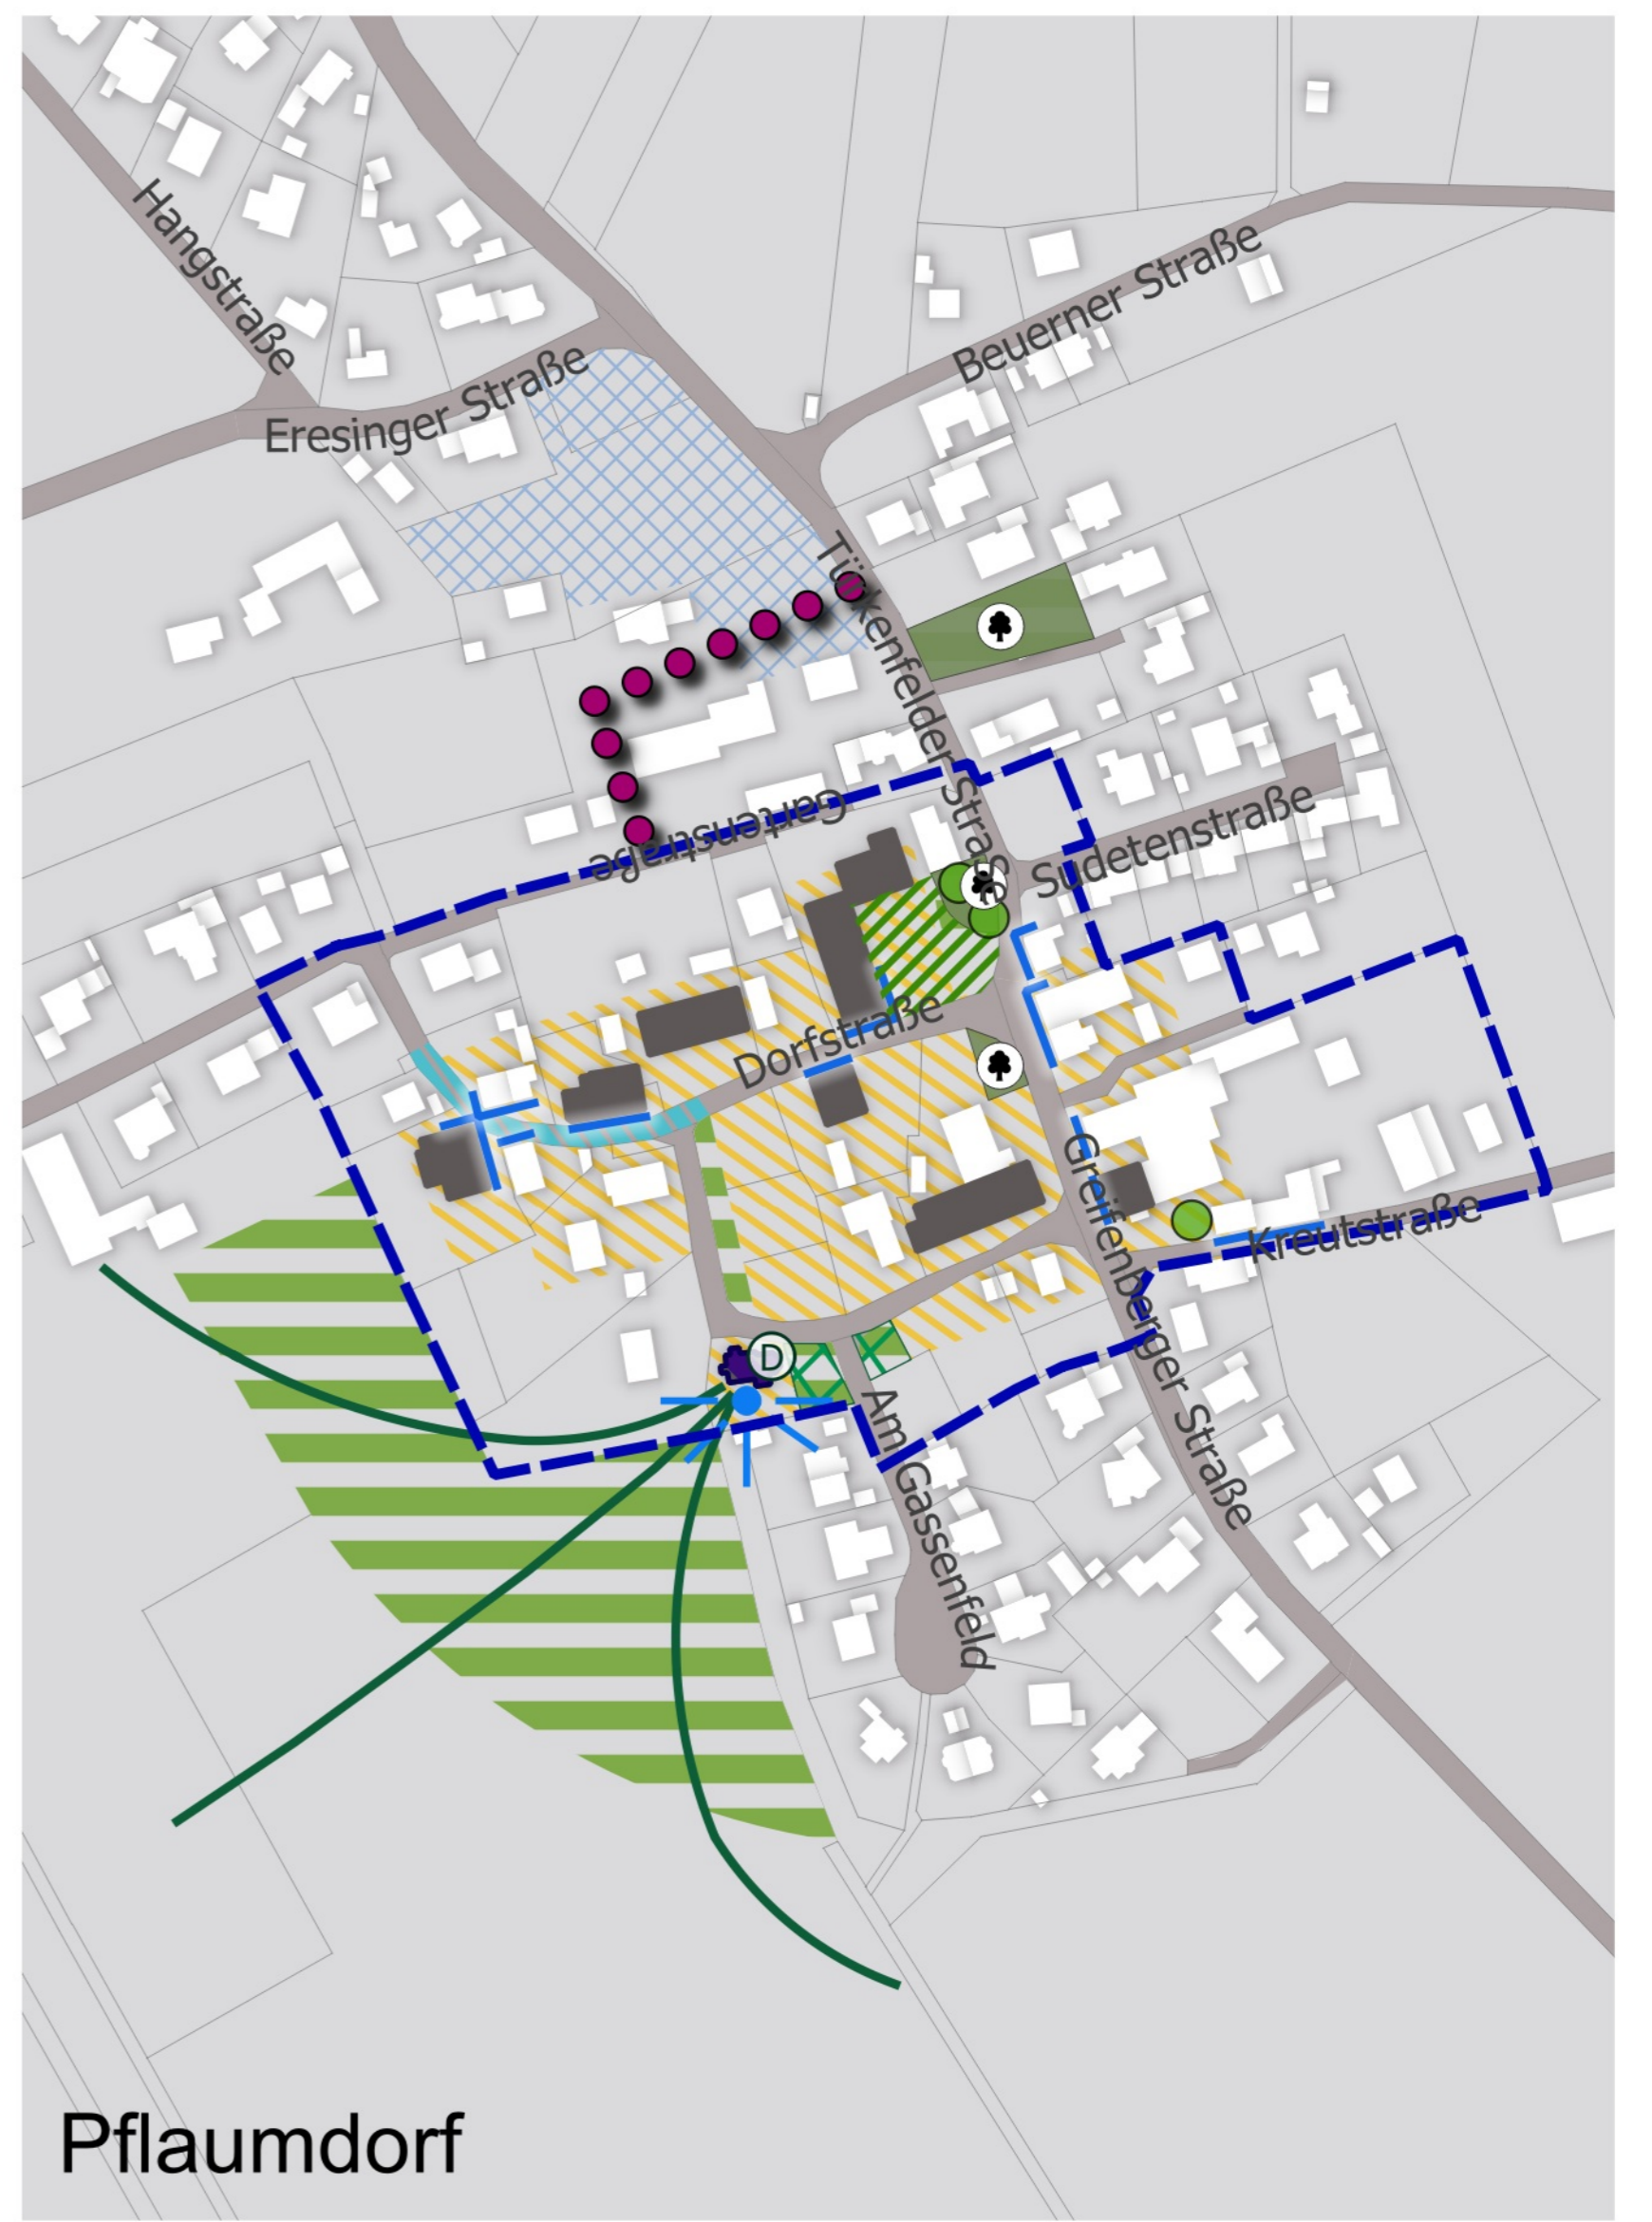 Hangstraße
Beuerner Straße
Eresinger Straße
Türkenfelder Straße
Gartenstraße
Sudetenstraße
Dorfstraße
Greifenberger Straße
Kreutstraße
D
Am Gassenfeld
Pflaumdorf